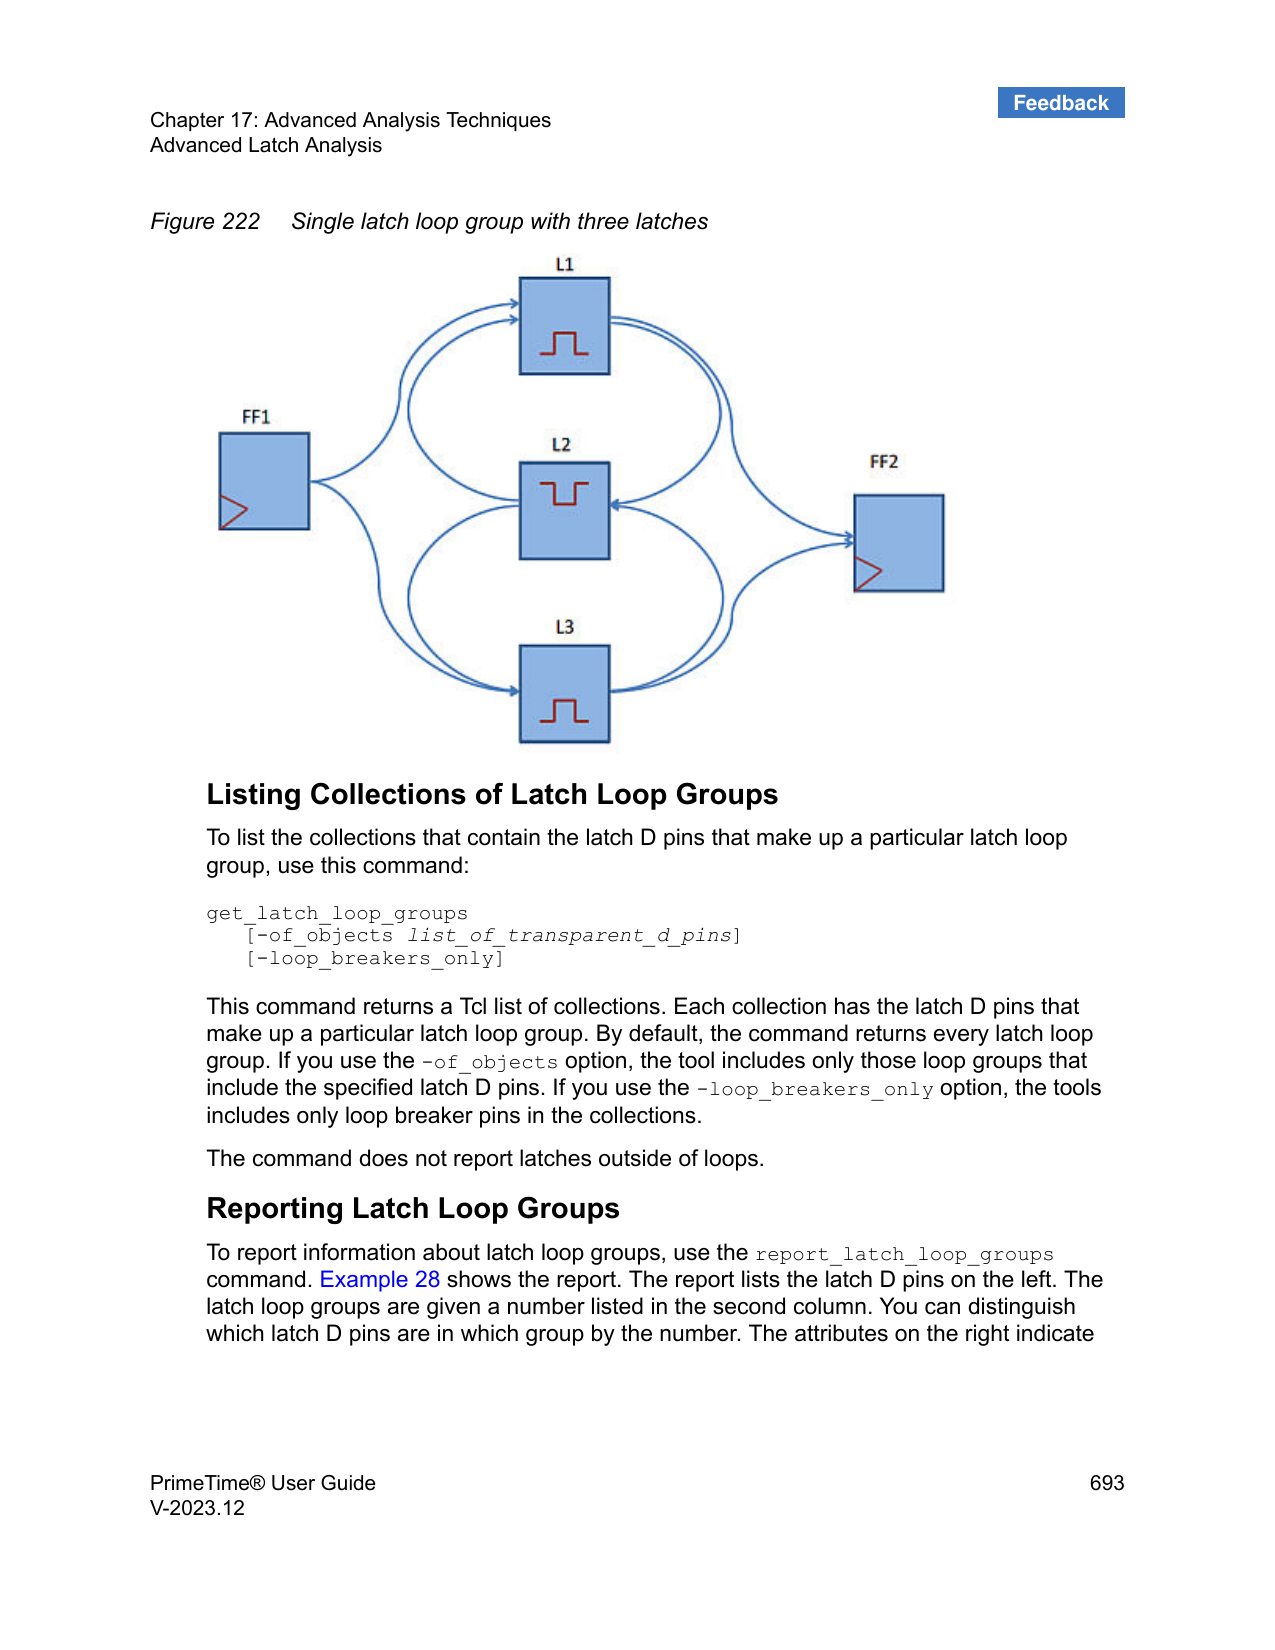 Feedback
Chapter 17: Advanced Analysis Techniques
Advanced Latch Analysis
Figure 222 Single latch loop group with three latches
L1
FF1
L2
FF2
L3
Listing Collections of Latch Loop Groups
To list the collections that contain the latch D pins that make up a particular latch loop
group, use this command:
get_latch_loop_groups
[-of_objects list_of_transparent_d_pins]
[-loop_breakers_only]
This command returns a Tcl list of collections. Each collection has the latch D pins that
make up a particular latch loop group. By default, the command returns every latch loop
group. If you use the -of_objects option, the tool includes only those loop groups that
include the specified latch D pins. If you use the -loop_breakers_only option, the tools
includes only loop breaker pins in the collections.
The command does not report latches outside of loops.
Reporting Latch Loop Groups
To report information about latch loop groups, use the report_latch_loop_groups
command. Example 28 shows the report. The report lists the latch D pins on the left. The
latch loop groups are given a number listed in the second column. You can distinguish
which latch D pins are in which group by the number. The attributes on the right indicate
PrimeTime® User Guide 693
V-2023.12